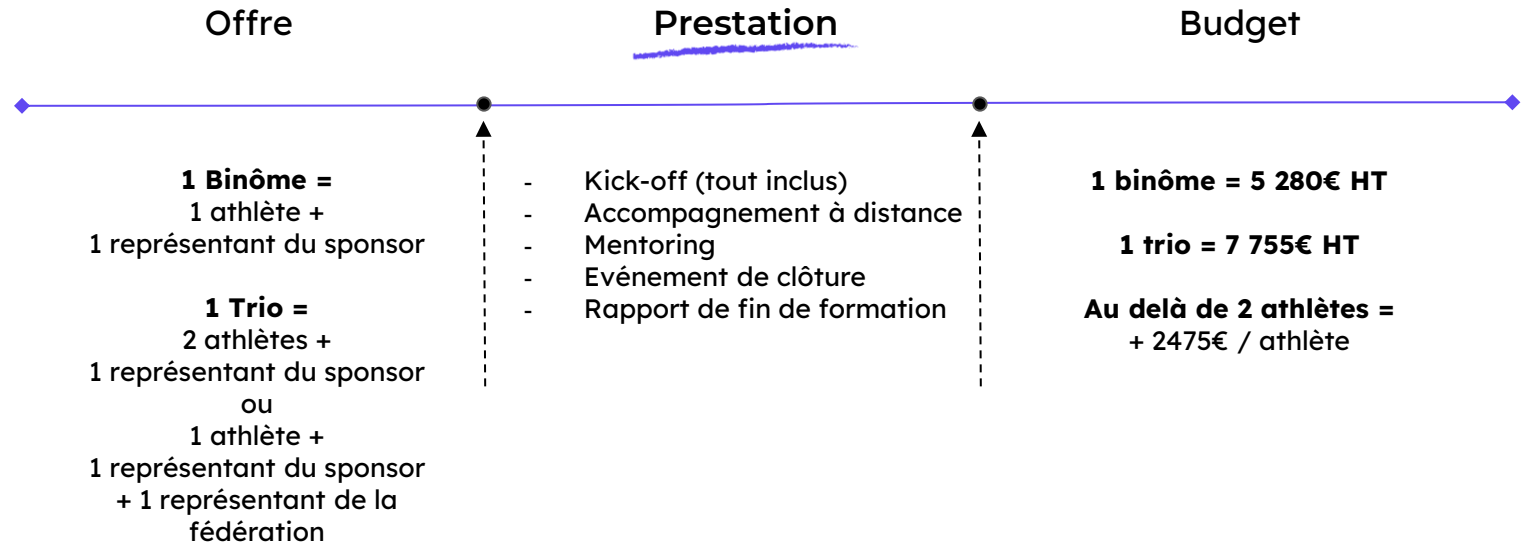 Offre
Prestation
Budget
1 Binôme =
1 athlète +
1 représentant du sponsor
1 Trio =
2 athlètes +
1 représentant du sponsor
ou
1 athlète +
1 représentant du sponsor
+ 1 représentant de la
fédération
- Kick-off (tout inclus)
- Accompagnement à distance
- Mentoring
- Evénement de clôture
- Rapport de fin de formation
1 binôme = 5 280€ HT
1 trio = 7 755€ HT
Au delà de 2 athlètes =
+ 2475€ / athlète